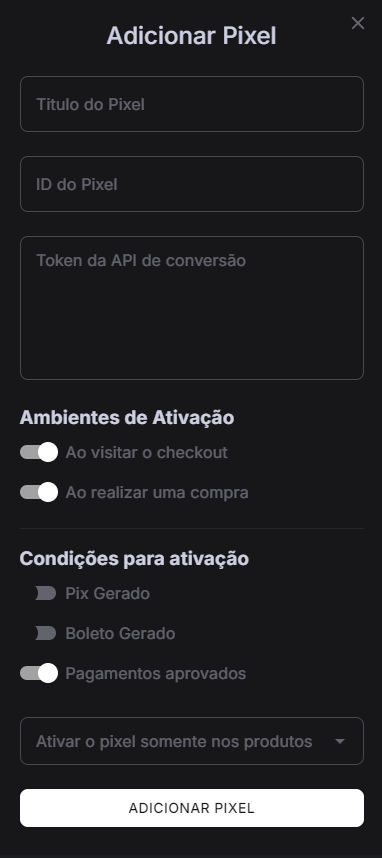 Adicionar Pixel
Titulo do Pixel
ID do Pixel
Token da API de conversão
Ambientes de Ativação
Ao visitar o checkout
Ao realizar uma compra
Condições para ativação
Pix Gerado
Boleto Gerado
Pagamentos aprovados
Ativar o pixel somente nos produtos
ADICIONAR PIXEL